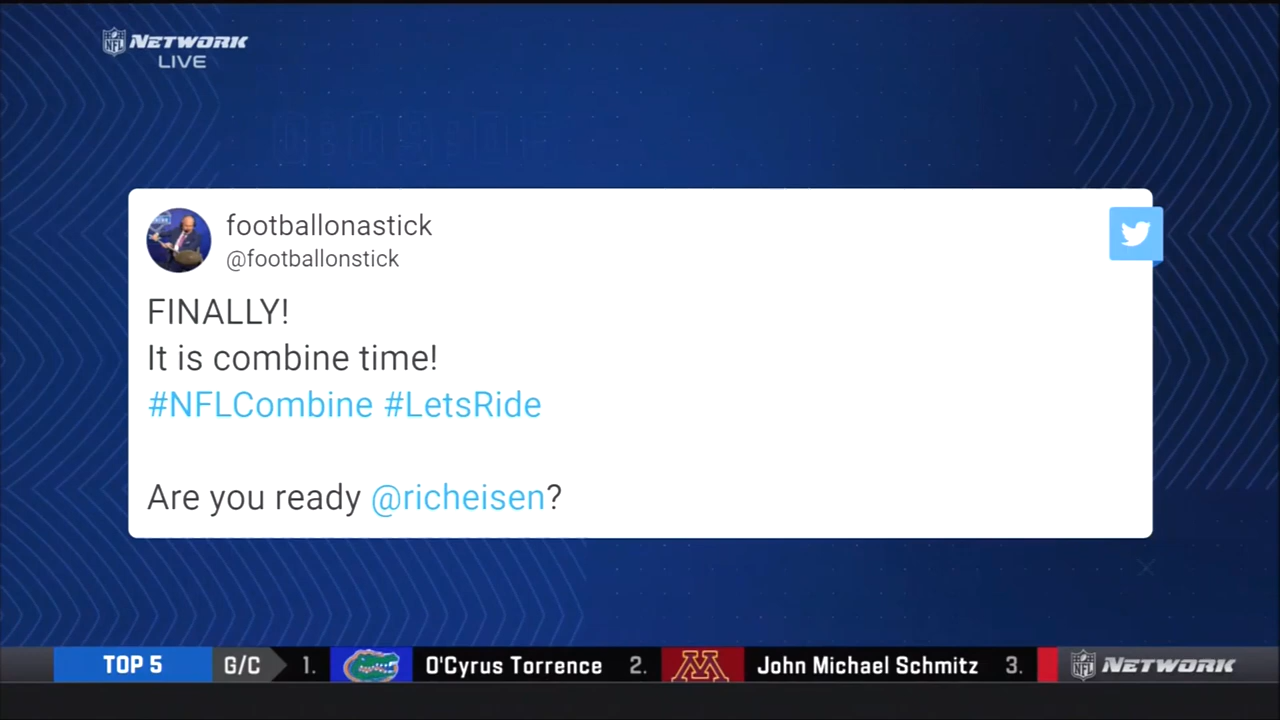 NFL NETWORK
LIVE
footballonastick
@footballonstick
FINALLY!
It is combine time!
#NFLCombine #LetsRide
Are you ready @richeisen?
TOP 5 G/C 1. O'Cyrus Torrence 2. M John Michael Schmitz 3. NFL NETWORK